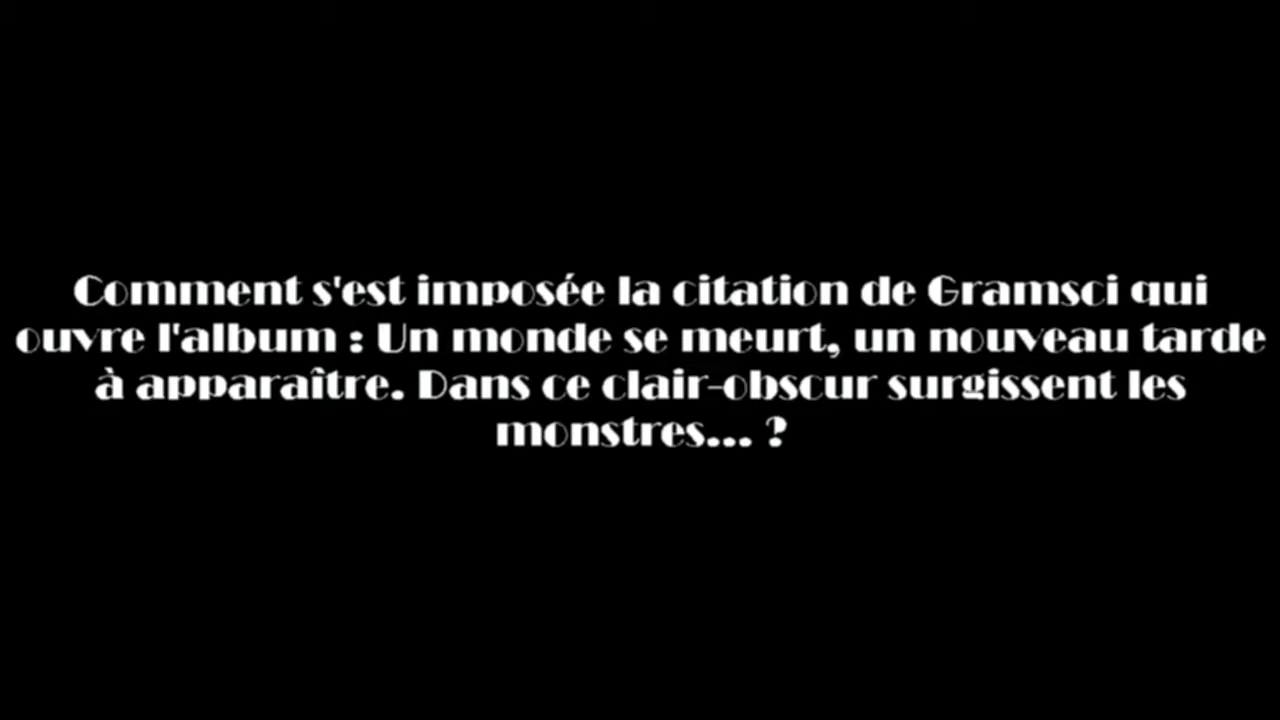 Comment s'est imposée la citation de Gramsci qui
ouvre l'album : Un monde se meurt, un nouveau tarde
à apparaître. Dans ce clair-obscur surgissent les
monstres... ?